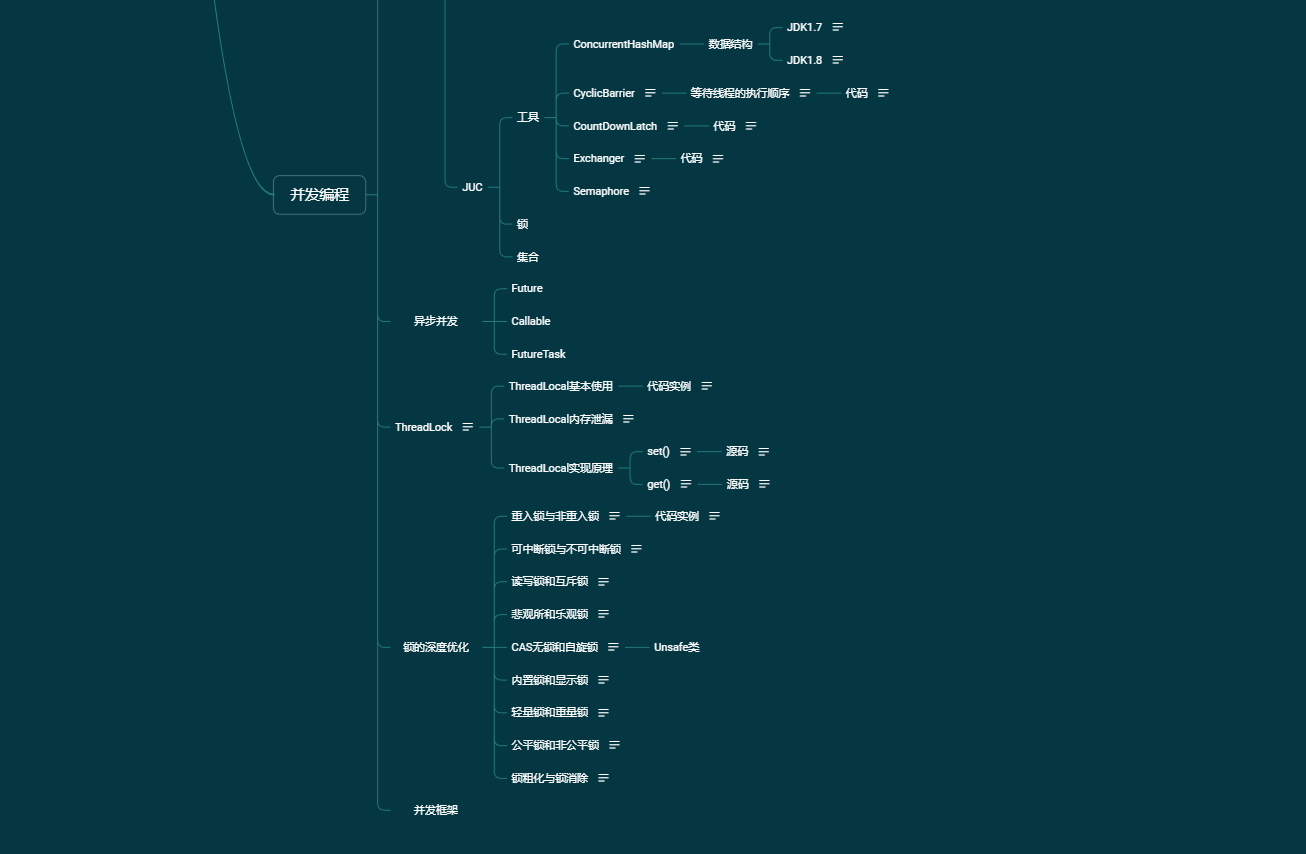 并发编程
JUC
工具
ConcurrentHashMap
数据结构
JDK1.7
JDK1.8
CyclicBarrier
等待线程的执行顺序
代码
CountDownLatch
代码
Exchanger
代码
Semaphore
锁
集合
异步并发
Future
Callable
FutureTask
ThreadLock
ThreadLocal基本使用
代码实例
ThreadLocal内存泄漏
ThreadLocal实现原理
set()
源码
get()
源码
锁的深度优化
重入锁与非重入锁
代码实例
可中断锁与不可中断锁
读写锁和互斥锁
悲观所和乐观锁
CAS无锁和自旋锁
Unsafe类
内置锁和显示锁
轻量锁和重量锁
公平锁和非公平锁
锁粗化与锁消除
并发框架